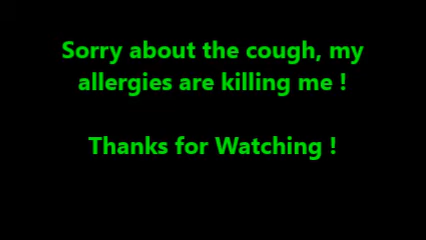 Sorry about the cough, my
allergies are killing me !
Thanks for Watching !